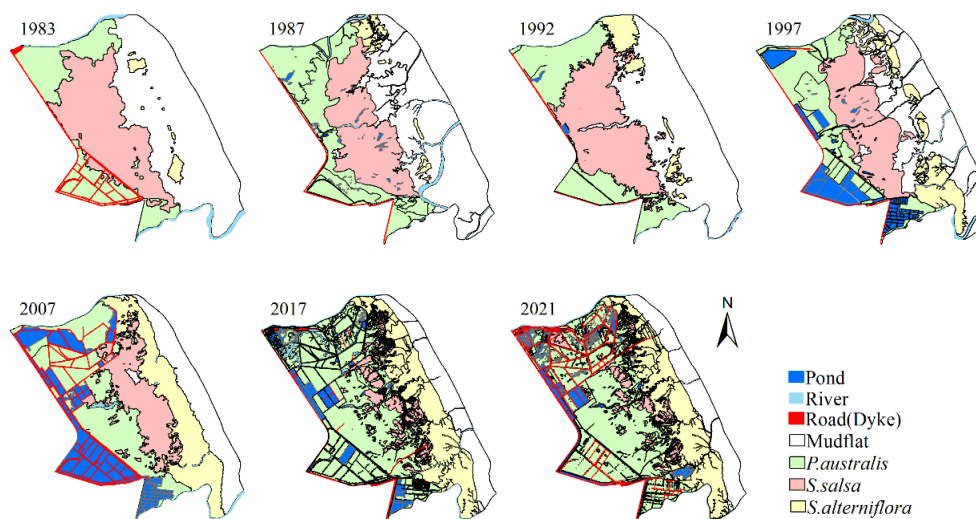 1983
1987
1992
1997
2007
2017
2021
N
Pond
River
Road(Dyke)
Mudflat
P.australis
S.salsa
S.alterniflora